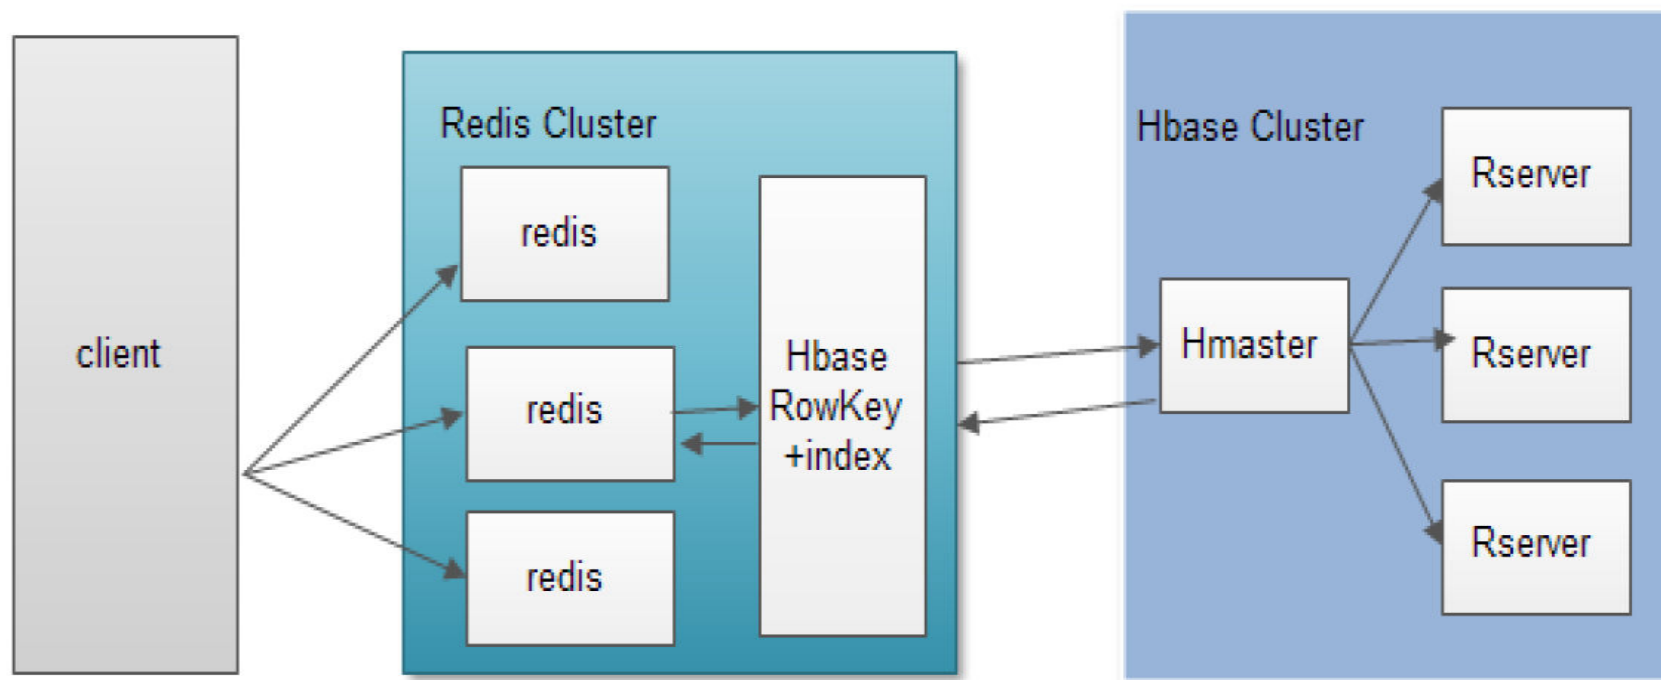 client
Redis Cluster
redis
redis
redis
Hbase
RowKey
+index
Hbase Cluster
Hmaster
Rserver
Rserver
Rserver